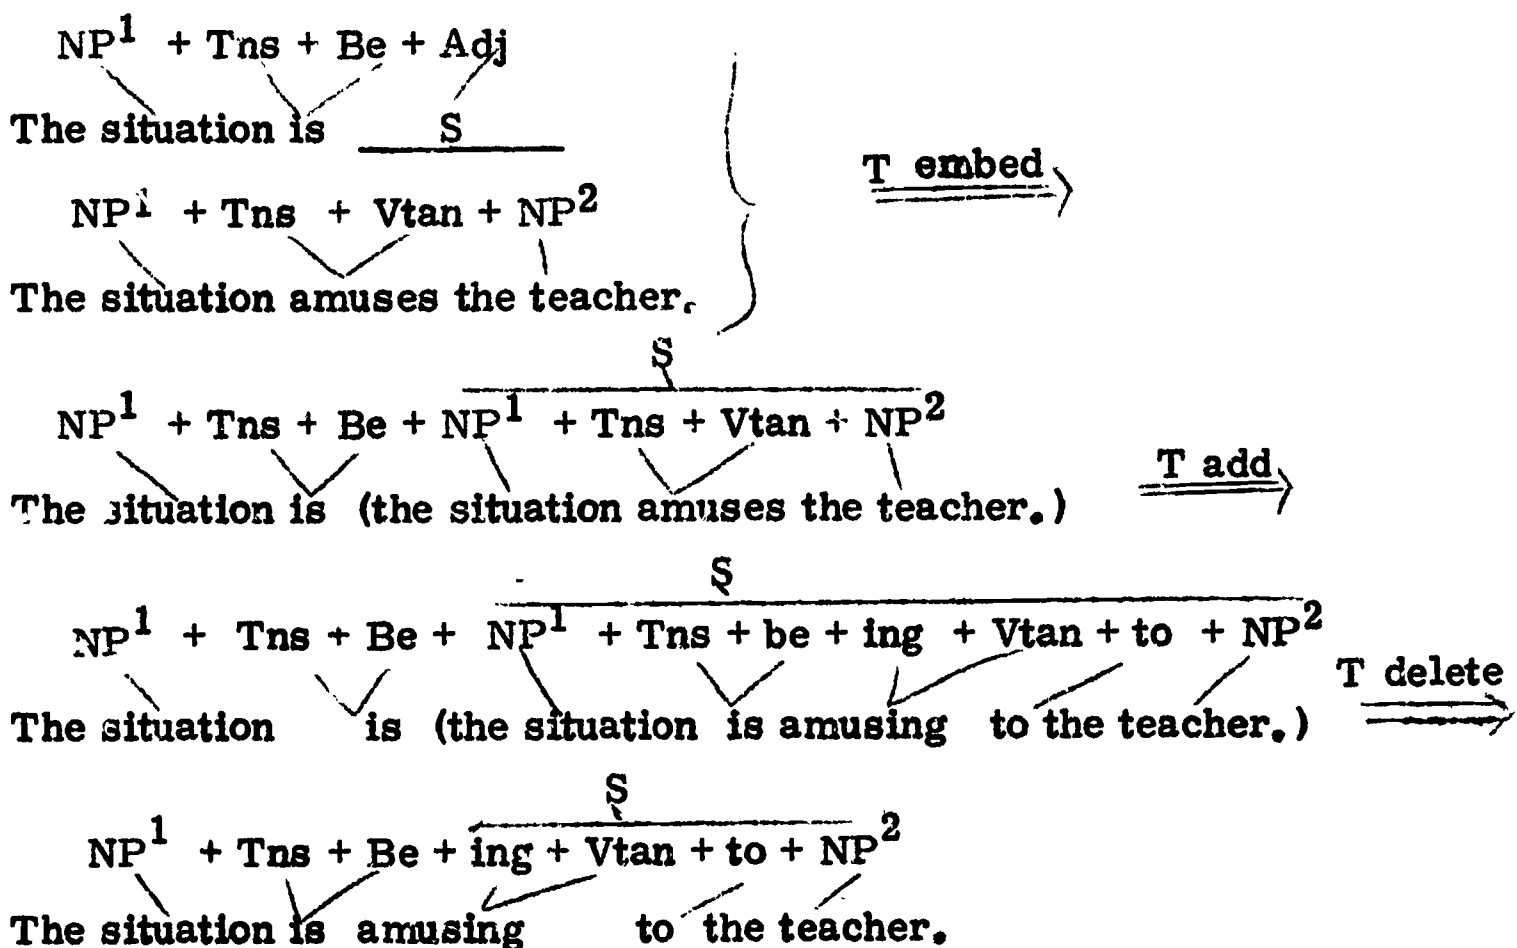 NP¹ + Tns + Be + Adj
The situation is S
T embed
NP¹ + Tns + Vtan + NP²
The situation amuses the teacher.
S
NP¹ + Tns + Be + NP¹ + Tns + Vtan + NP²
T add
The situation is (the situation amuses the teacher.)
S
NP¹ + Tns + Be + NP¹ + Tns + be + ing + Vtan + to + NP²
T delete
The situation is (the situation is amusing to the teacher.)
S
NP¹ + Tns + Be + ing + Vtan + to + NP²
The situation is amusing to the teacher.